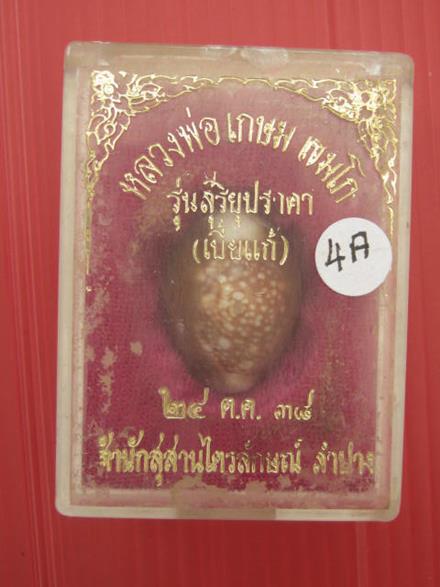 หลวงพ่อเกษม เขมโก
รุ่นสุริยุปราคา
(เบี้ยแก้)
4A
๒๔ ต.ค. ๓๘
สำนักสุสานไตรลักษณ์ ลำปาง